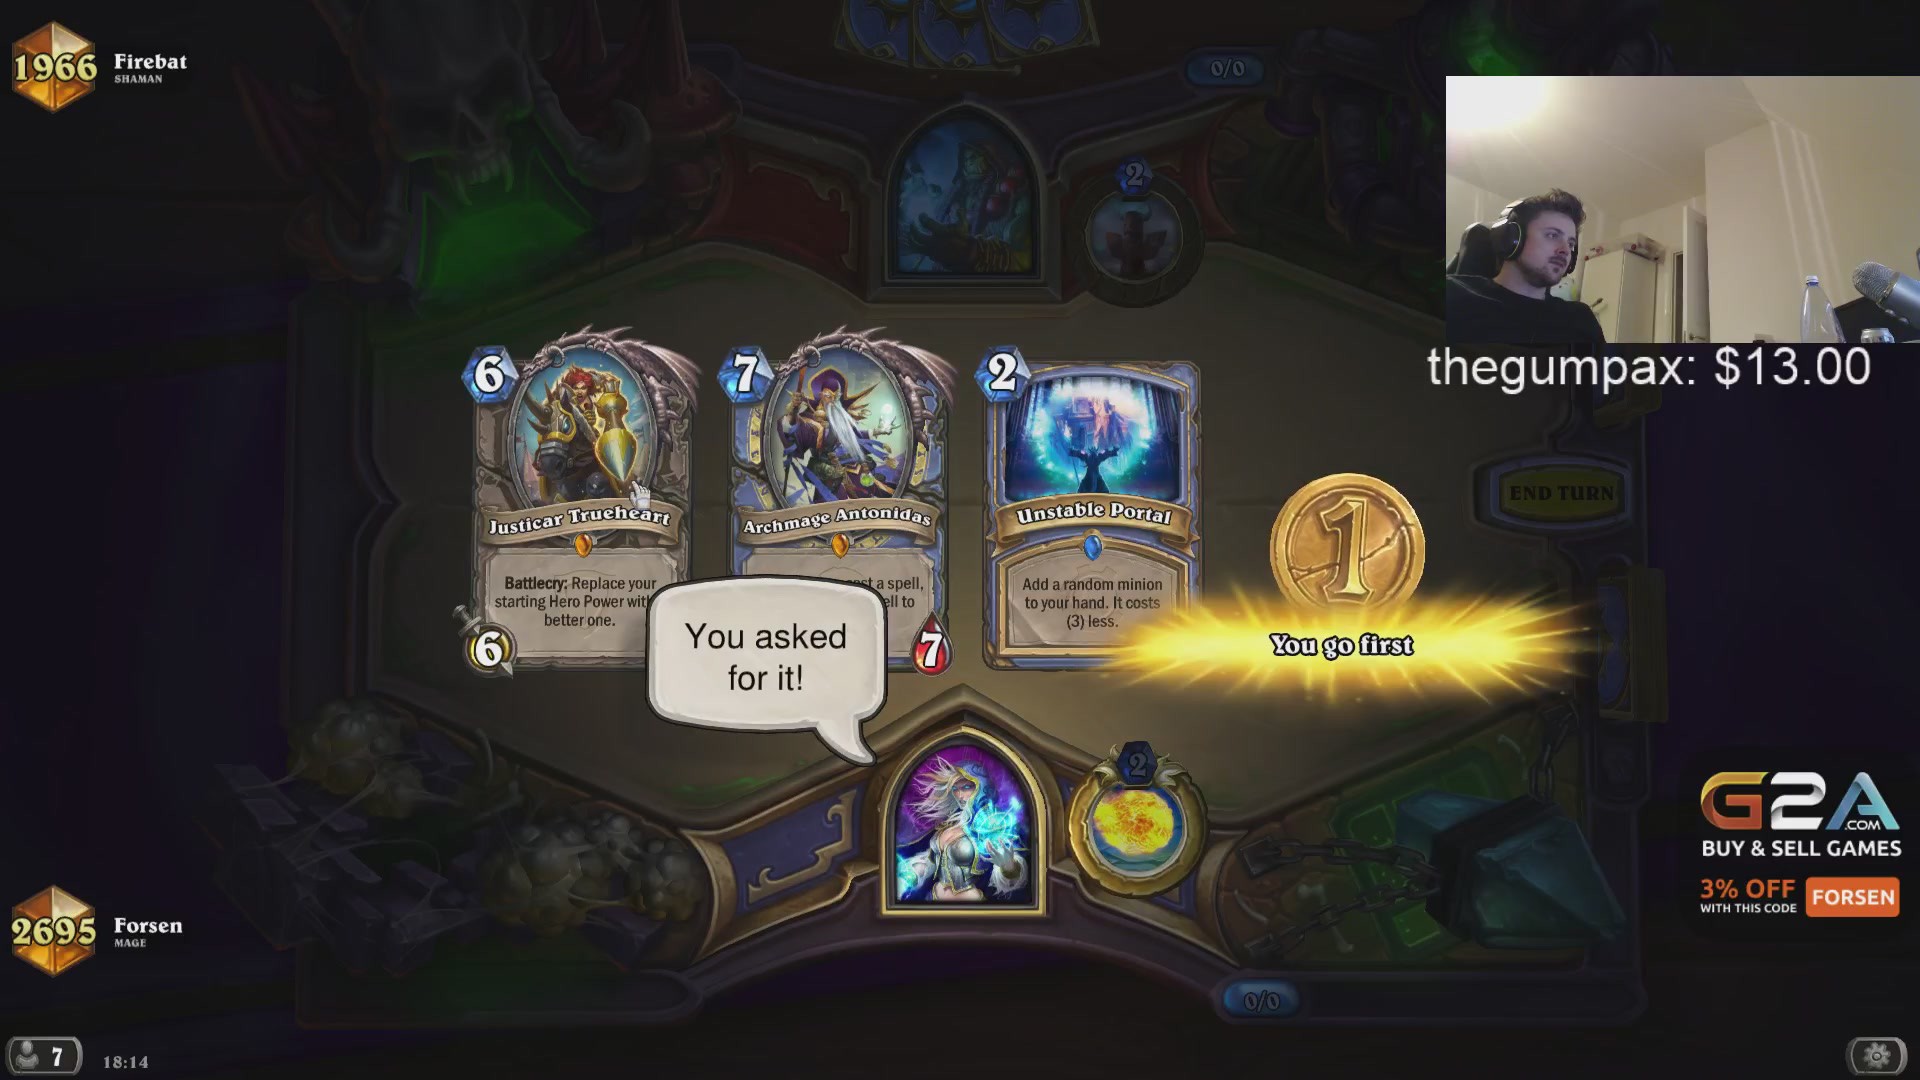 1966
Firebat
SHAMAN
0/0
2
thegumpax: $13.00
6
7
2
END TURN
Justicar Trueheart
Archmage Antonidas
Unstable Portal
1
Battlecry: Replace your
starting Hero Power with
better one.
st a spell,
ell to
Add a random minion
to your hand. It costs
(3) less.
6
7
You asked
for it!
You go first
2
G2A
.COM
BUY & SELL GAMES
3% OFF
WITH THIS CODE
FORSEN
2695
Forsen
MAGE
0/0
7
18:14